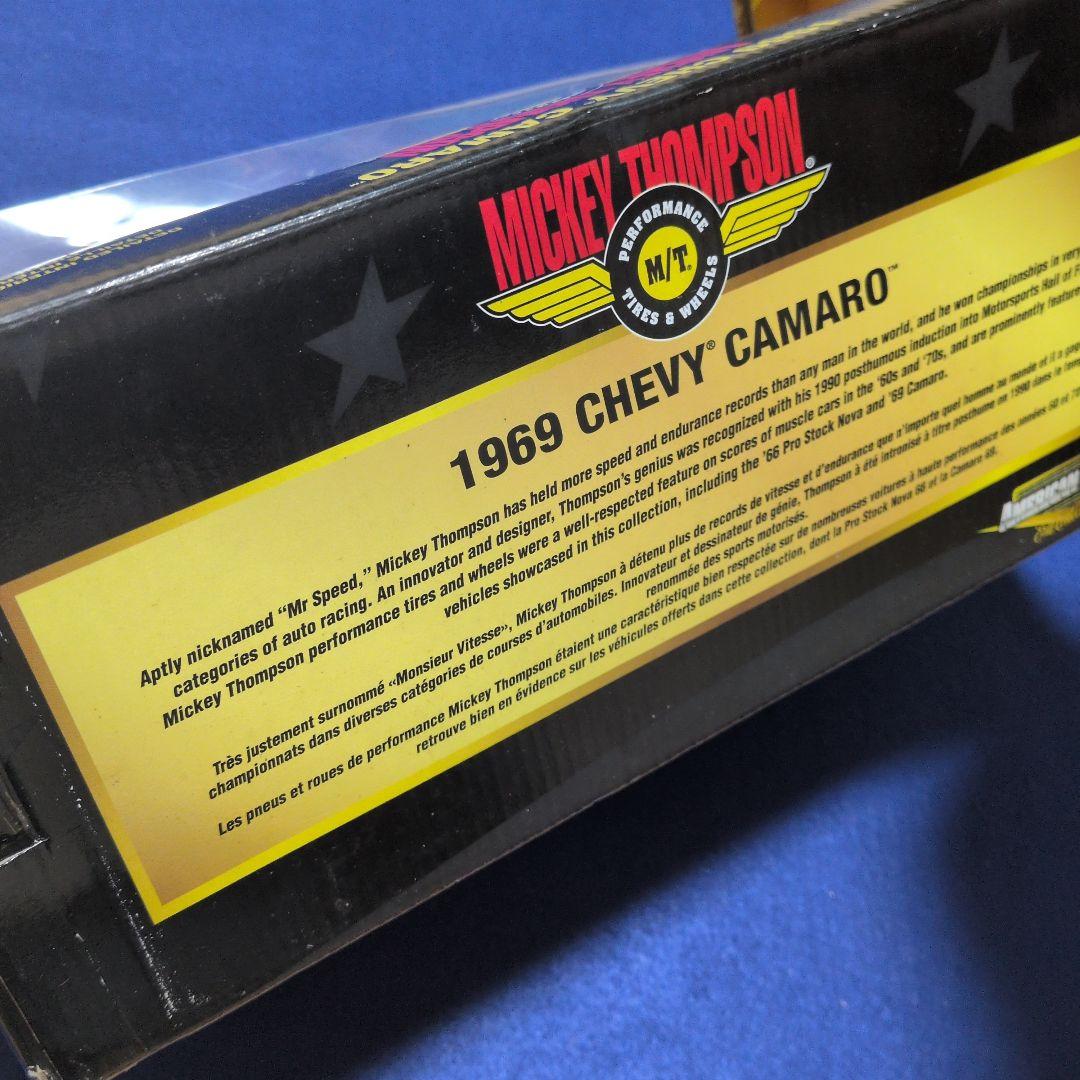 CHEVY CAMARO™
DETAILED INTERIO
MICKEY THOMPSON®
PERFORMANCE
M/T®
TIRES & WHEELS
1969 CHEVY® CAMARO™
Aptly nicknamed “Mr Speed,” Mickey Thompson has held more speed and endurance records than any man in the world, and he won championships in very
categories of auto racing. An innovator and designer, Thompson's genius was recognized with his 1990 posthumous induction into Motorsports Hall of F
Mickey Thompson performance tires and wheels were a well-respected feature on scores of muscle cars in the '60s and '70s, and are prominently feature
vehicles showcased in this collection, including the '66 Pro Stock Nova and '69 Camaro.
Très justement surnommé «Monsieur Vitesse», Mickey Thompson à détenu plus de records de vitesse et d'endurance que n'importe quel homme au monde et il a gag
championnats dans diverses catégories de courses d'automobiles. Innovateur et dessinateur de génie, Thompson à été intronisé à titre posthume en 1990 dans le
renommée des sports motorisés.
Les pneus et roues de performance Mickey Thompson étaient une caractéristique bien respectée sur de nombreuses voitures à haute performance des années 60 et 70
retrouve bien en évidence sur les véhicules offerts dans cette collection, dont la Pro Stock Nova 66 et la Camaro 69.
AMERICAN